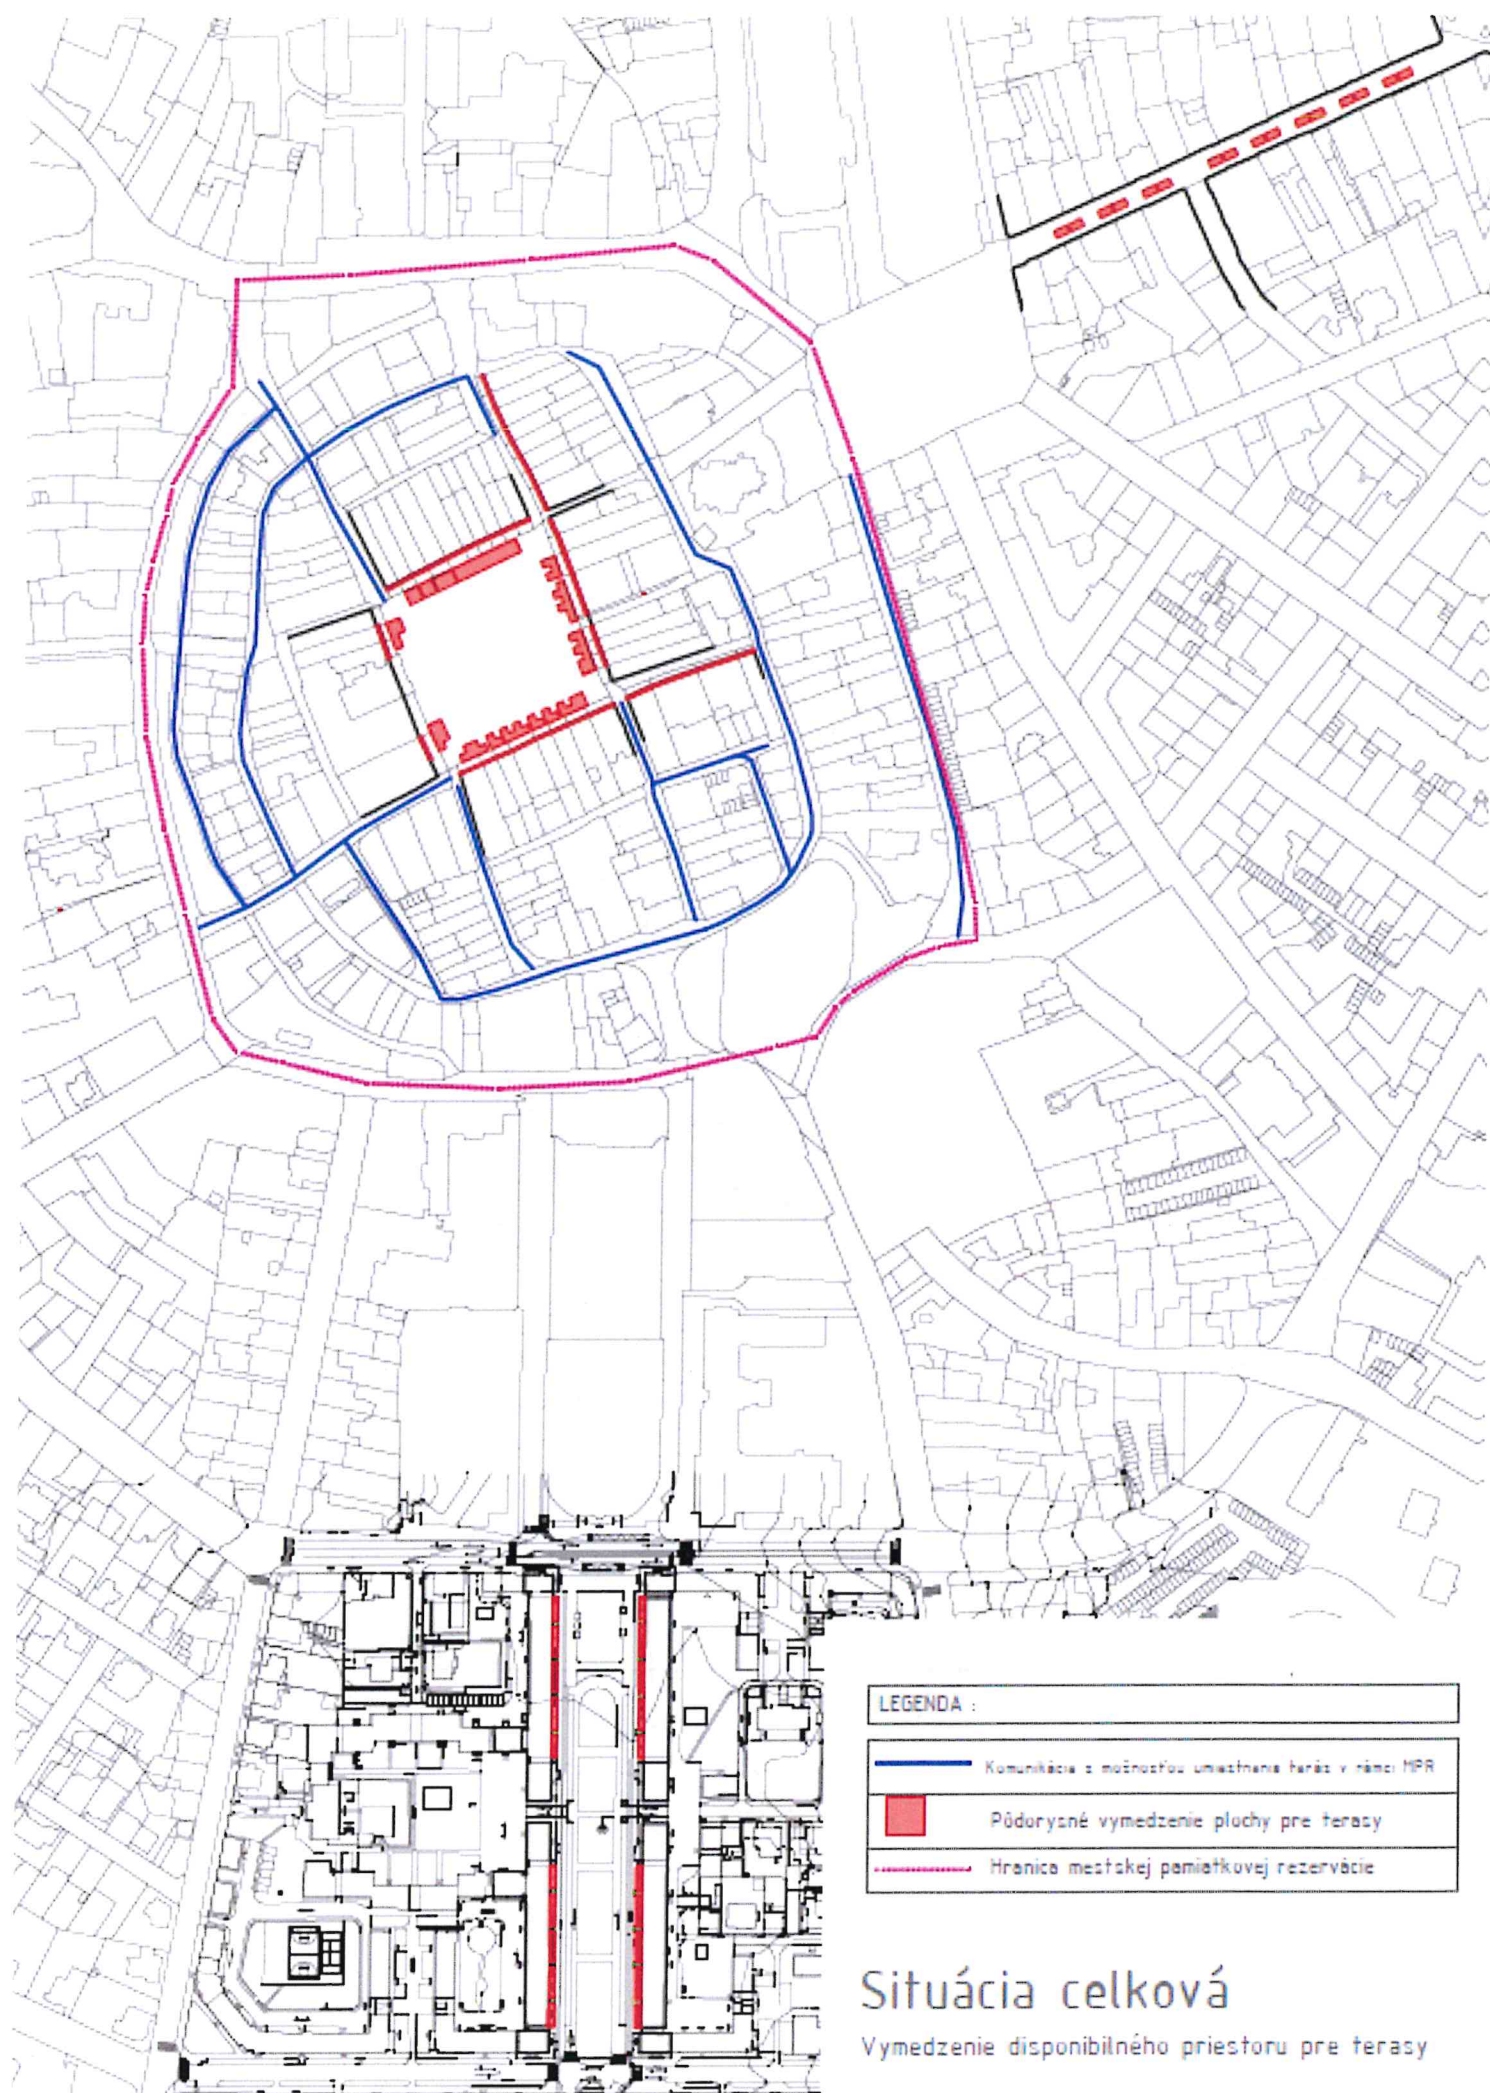 LEGENDA :
Komunikácia s možnosťou umiestnenia terás v rámci MPR
Pôdorysné vymedzenie plochy pre terasy
Hranica mestskej pamiatkovej rezervácie
Situácia celková
Vymedzenie disponibilného priestoru pre terasy